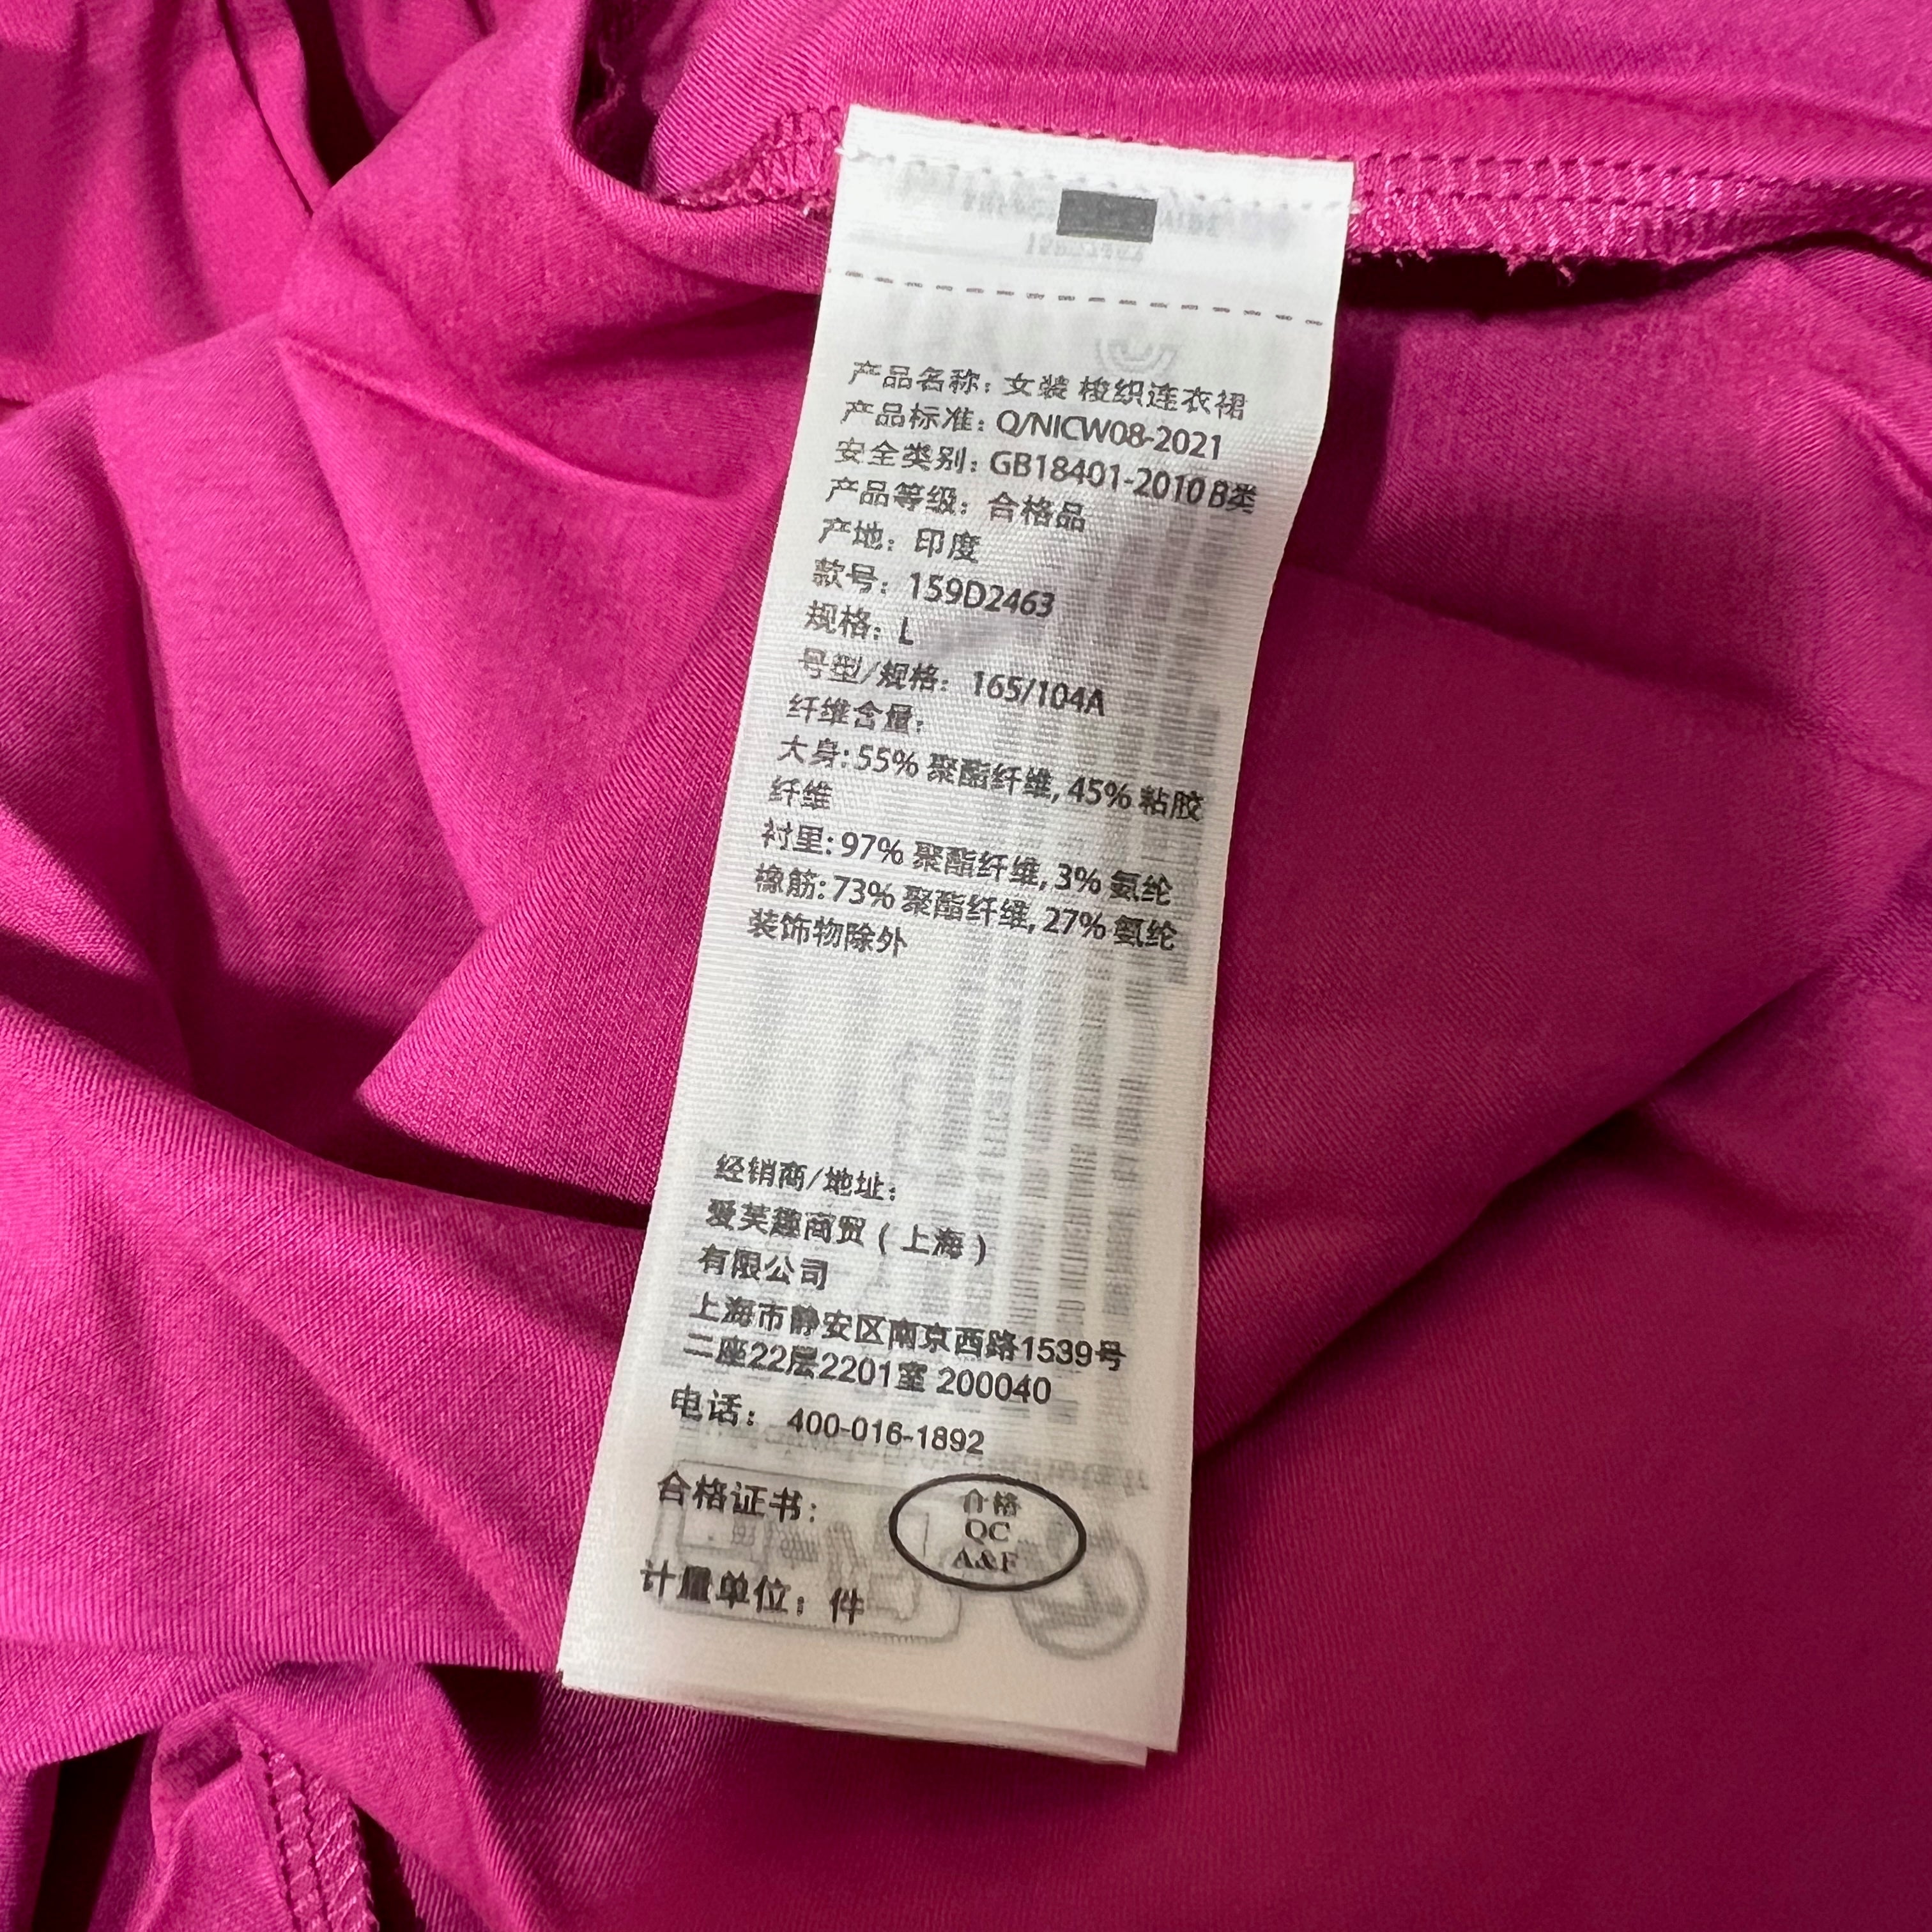 产品名称：女装 梭织连衣裙
产品标准：Q/NICW08-2021
安全类别：GB18401-2010 B类
产品等级：合格品
产地：印度
款号：159D2463
规格：L
号型/规格：165/104A
纤维含量：
大身：55% 聚酯纤维, 45% 粘胶
纤维
衬里：97% 聚酯纤维, 3% 氨纶
橡筋：73% 聚酯纤维, 27% 氨纶
装饰物除外
经销商/地址：
爱芙趣商贸（上海）
有限公司
上海市静安区南京西路1539号
二座22层2201室 200040
电话： 400-016-1892
合格证书：
合格
QC
A&F
计量单位：件